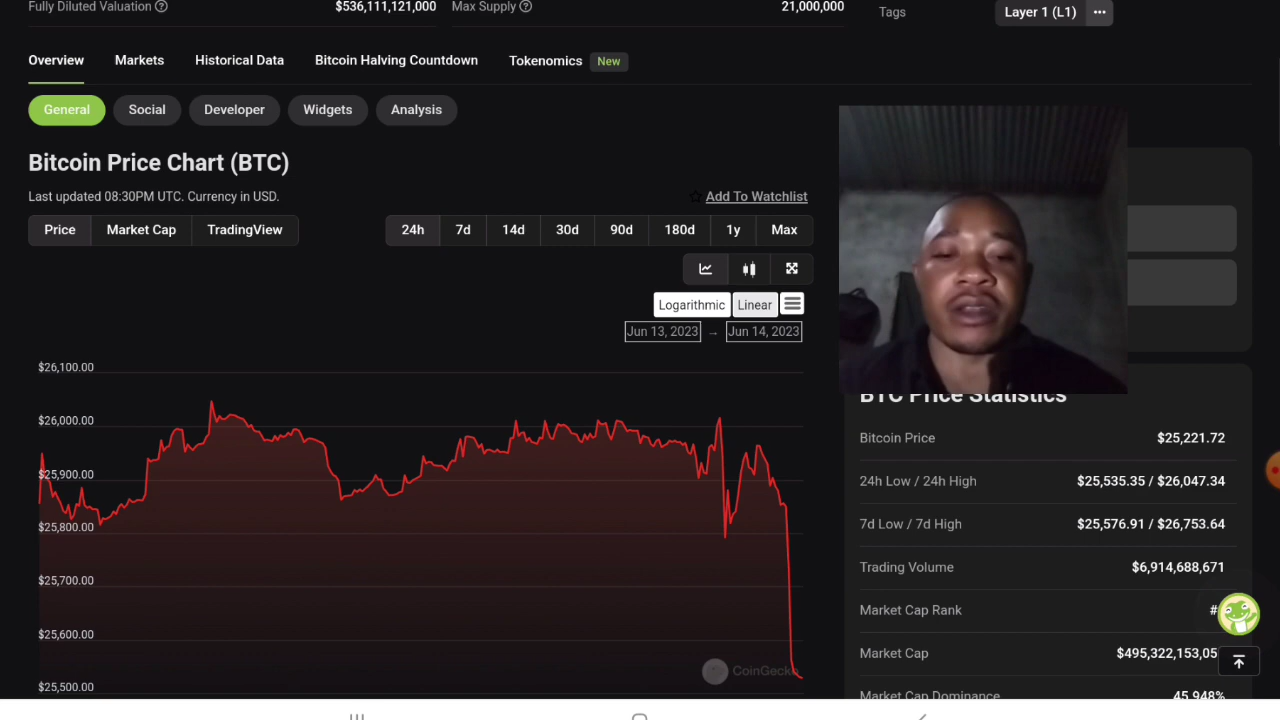 Fully Diluted Valuation $536,111,121,000 Max Supply 21,000,000 Tags Layer 1 (L1)
Overview Markets Historical Data Bitcoin Halving Countdown Tokenomics New
General Social Developer Widgets Analysis
Bitcoin Price Chart (BTC)
Last updated 08:30PM UTC. Currency in USD. Add To Watchlist
Price Market Cap TradingView 24h 7d 14d 30d 90d 180d 1y Max
Logarithmic Linear
Jun 13, 2023 → Jun 14, 2023
$26,100.00
$26,000.00
$25,900.00
$25,800.00
$25,700.00
$25,600.00
$25,500.00
CoinGecko
BTC Price Statistics
Bitcoin Price $25,221.72
24h Low / 24h High $25,535.35 / $26,047.34
7d Low / 7d High $25,576.91 / $26,753.64
Trading Volume $6,914,688,671
Market Cap Rank #
Market Cap $495,322,153,05
Market Cap Dominance 45.948%